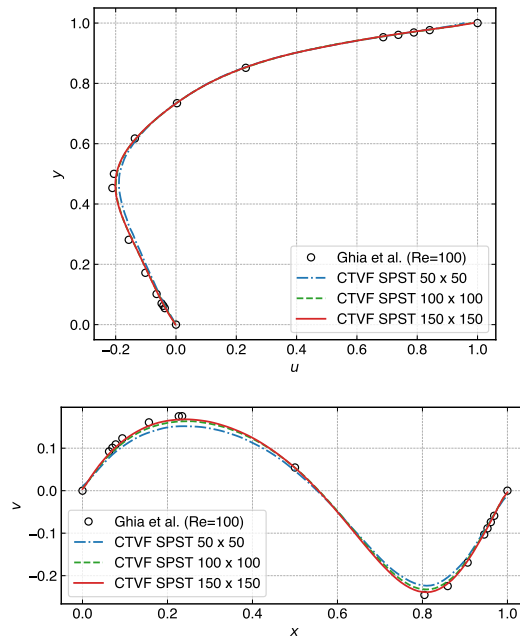 1.0
0.8
0.6
0.4
0.2
0.0
y
Ghia et al. (Re=100)
CTVF SPST 50 x 50
CTVF SPST 100 x 100
CTVF SPST 150 x 150
−0.2 0.0 0.2 0.4 0.6 0.8 1.0
u
0.1
0.0
−0.1
−0.2
v
Ghia et al. (Re=100)
CTVF SPST 50 x 50
CTVF SPST 100 x 100
CTVF SPST 150 x 150
0.0 0.2 0.4 0.6 0.8 1.0
x